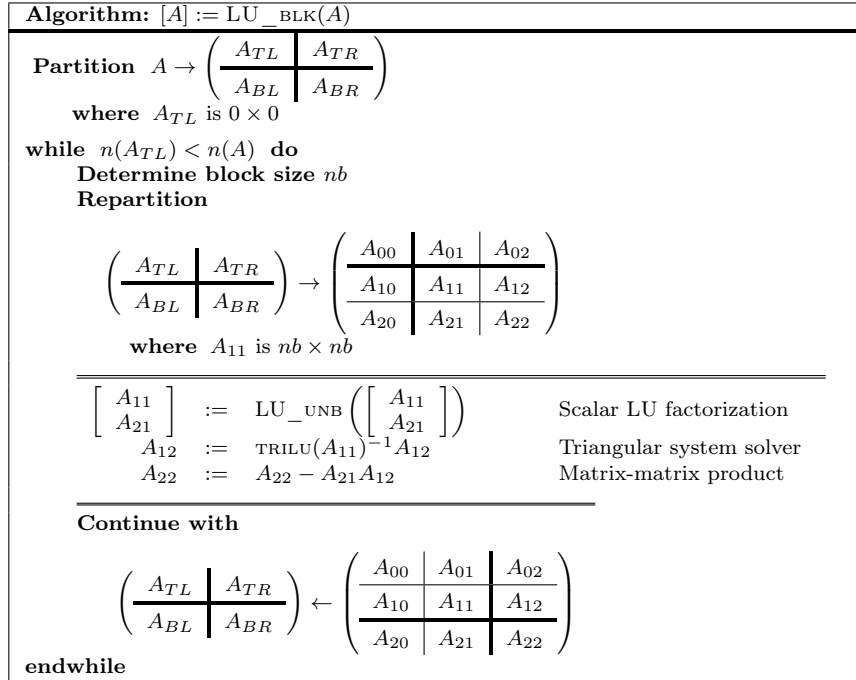 Algorithm: [A] := LU_BLK(A)
Partition A → ( A_TL A_TR
A_BL A_BR )
where A_TL is 0 × 0
while n(A_TL) < n(A) do
Determine block size nb
Repartition
( A_TL A_TR
A_BL A_BR ) → ( A_00 A_01 A_02
A_10 A_11 A_12
A_20 A_21 A_22 )
where A_11 is nb × nb
[ A_11
A_21 ] := LU_UNB ( [ A_11
A_21 ] ) Scalar LU factorization
A_12 := TRILU(A_11)^{-1} A_12 Triangular system solver
A_22 := A_22 − A_21 A_12 Matrix-matrix product
Continue with
( A_TL A_TR
A_BL A_BR ) ← ( A_00 A_01 A_02
A_10 A_11 A_12
A_20 A_21 A_22 )
endwhile